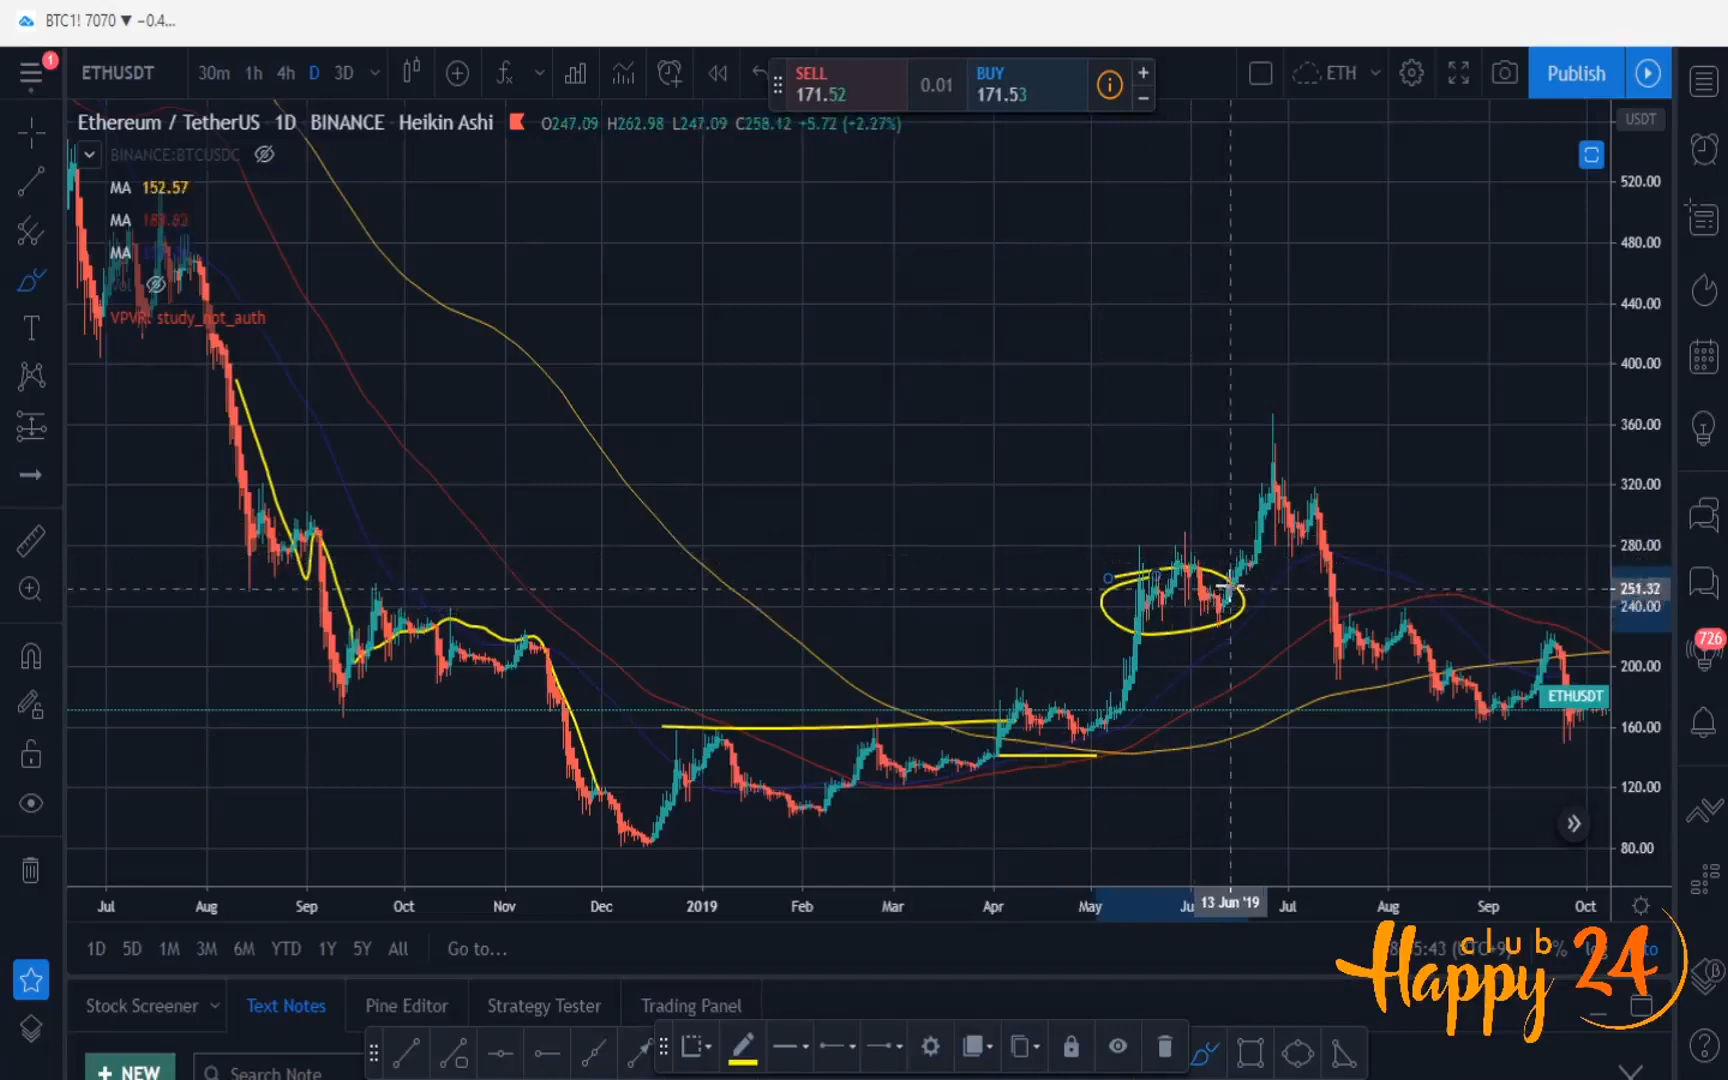 BTC1! 7070 ▼ −0.4...
1
ETHUSDT 30m 1h 4h D 3D
SELL 171.52
0.01
BUY 171.53
ETH
Publish
Ethereum / TetherUS 1D BINANCE Heikin Ashi O247.09 H262.98 L247.09 C258.12 +5.72 (+2.27%)
USDT
BINANCE:BTCUSDC
MA 152.57
MA
MA
Vol
VPVR: study_not_auth
520.00
480.00
440.00
400.00
360.00
320.00
280.00
251.32
240.00
200.00
ETHUSDT
160.00
120.00
80.00
726
Jul Aug Sep Oct Nov Dec 2019 Feb Mar Apr May 13 Jun '19 Jul Aug Sep Oct
1D 5D 1M 3M 6M YTD 1Y 5Y All Go to...
club
Happy 24
Stock Screener Text Notes Pine Editor Strategy Tester Trading Panel
+ NEW
Search Note